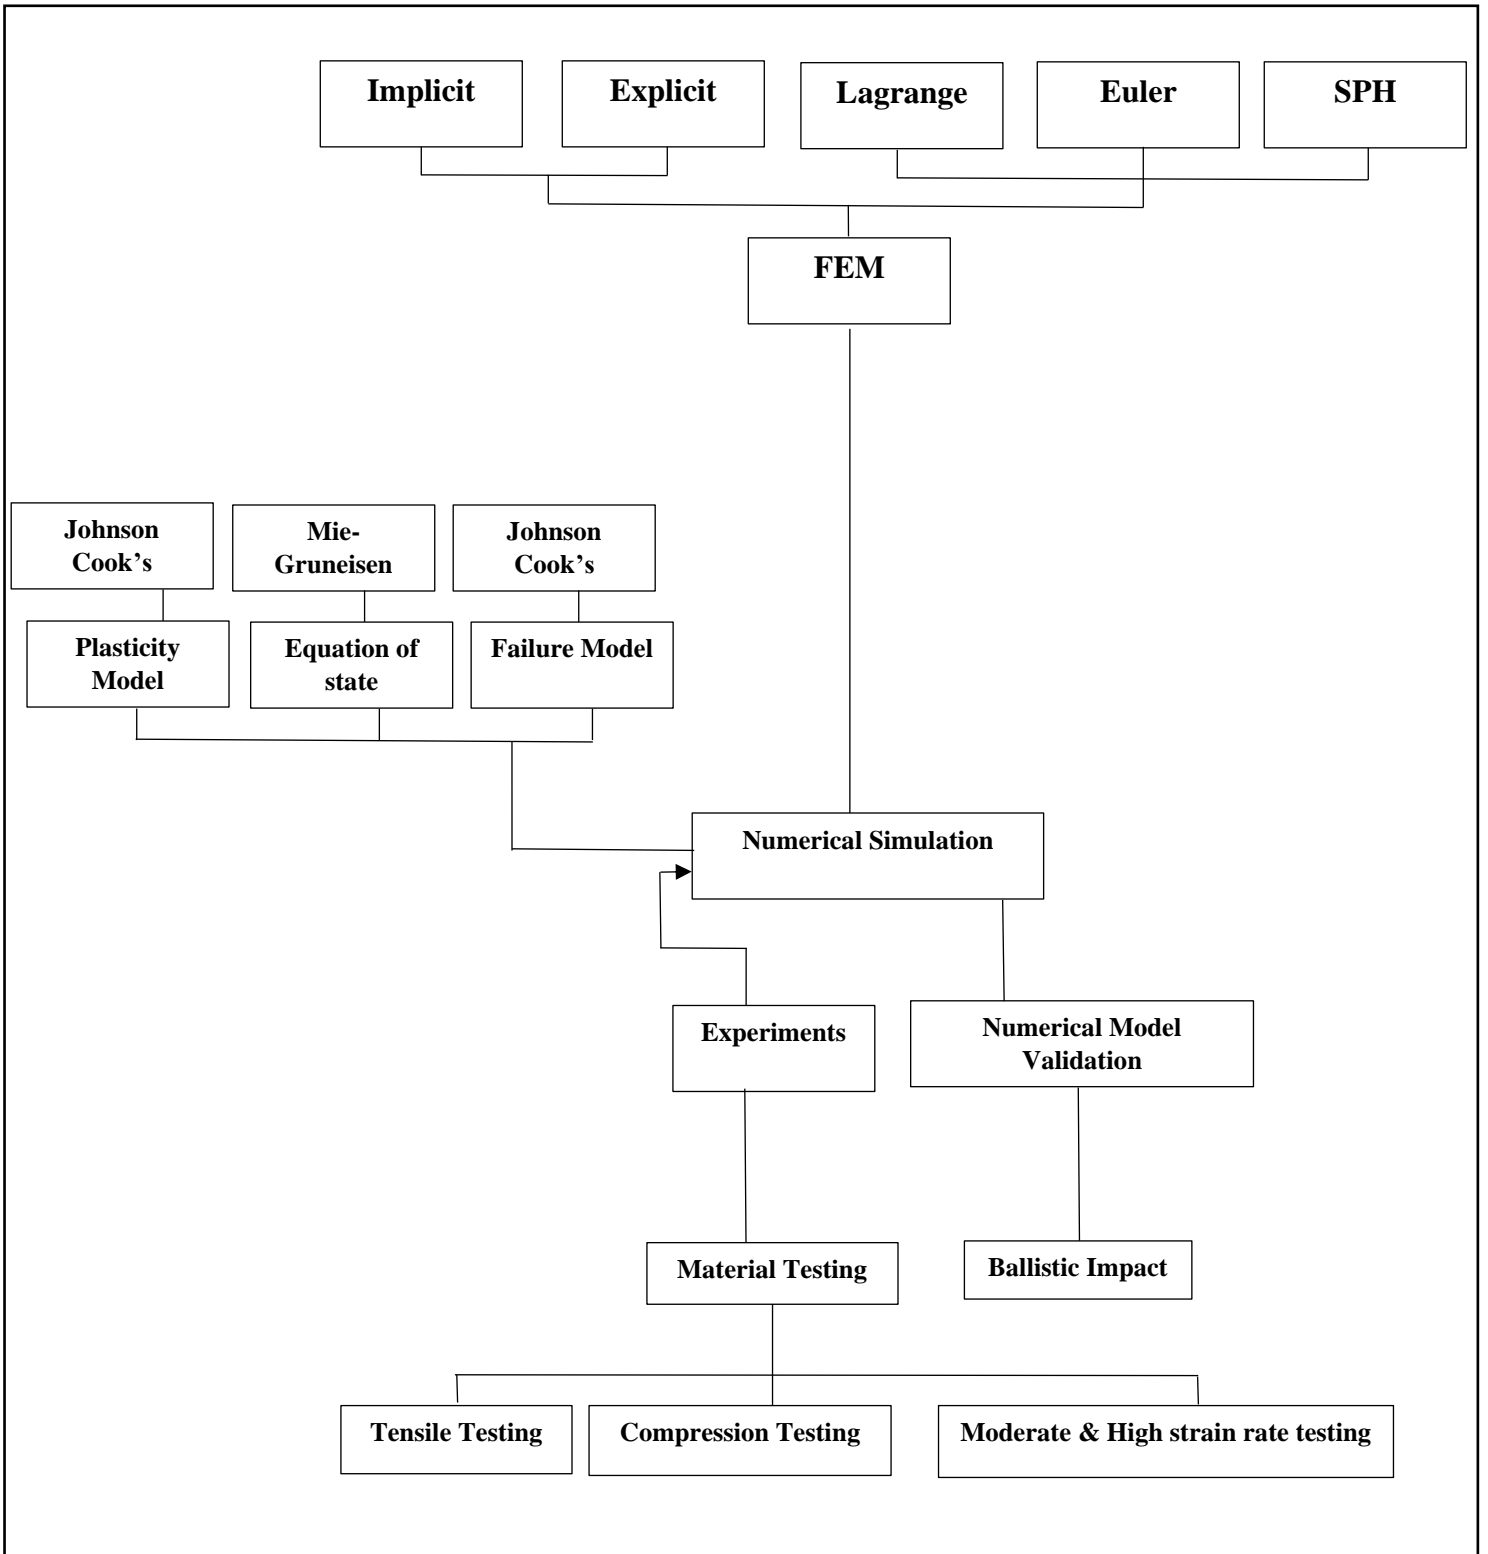 Implicit
Explicit
Lagrange
Euler
SPH
FEM
Johnson
Cook’s
Mie-
Gruneisen
Johnson
Cook’s
Plasticity
Model
Equation of
state
Failure Model
Numerical Simulation
Experiments
Numerical Model
Validation
Material Testing
Ballistic Impact
Tensile Testing
Compression Testing
Moderate & High strain rate testing